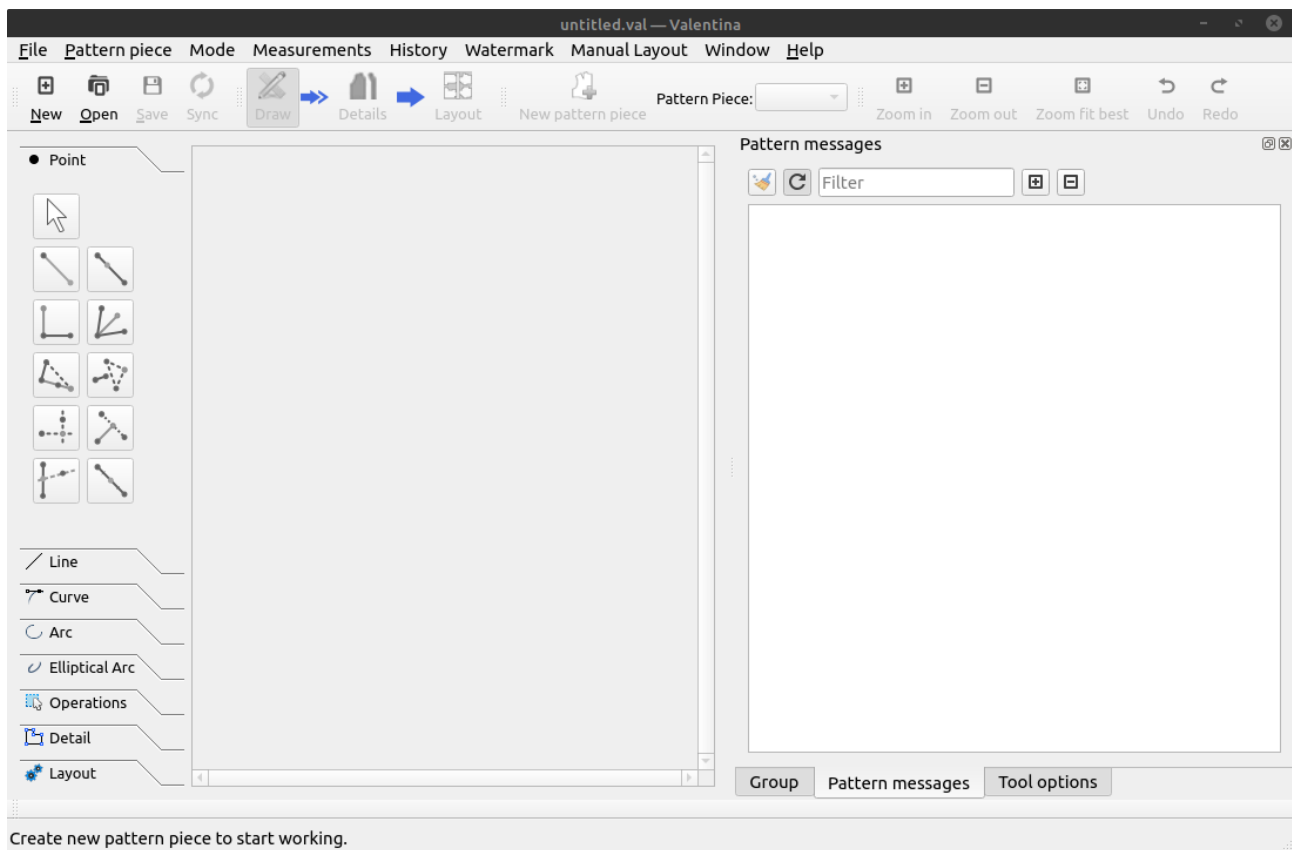 untitled.val — Valentina
File Pattern piece Mode Measurements History Watermark Manual Layout Window Help
New Open Save Sync Draw Details Layout New pattern piece Pattern Piece: Zoom in Zoom out Zoom fit best Undo Redo
Point
Pattern messages
Filter
Line
Curve
Arc
Elliptical Arc
Operations
Detail
Layout
Group Pattern messages Tool options
Create new pattern piece to start working.